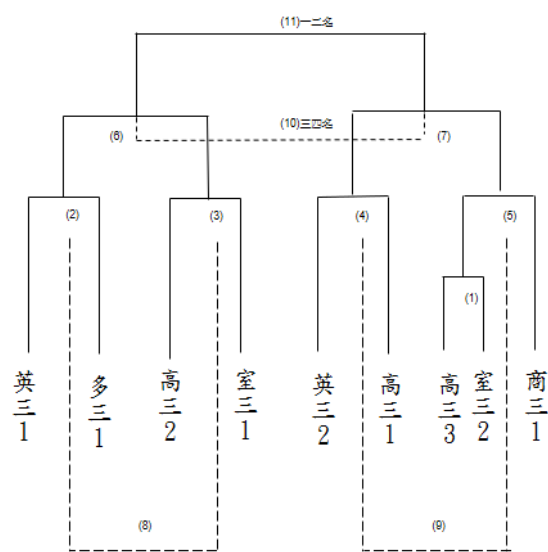 (11)一二名
(10)三四名
(6)
(7)
(2)
(3)
(4)
(5)
(1)
英三1
多三1
高三2
室三1
英三2
高三1
高三3
室三2
商三1
(8)
(9)